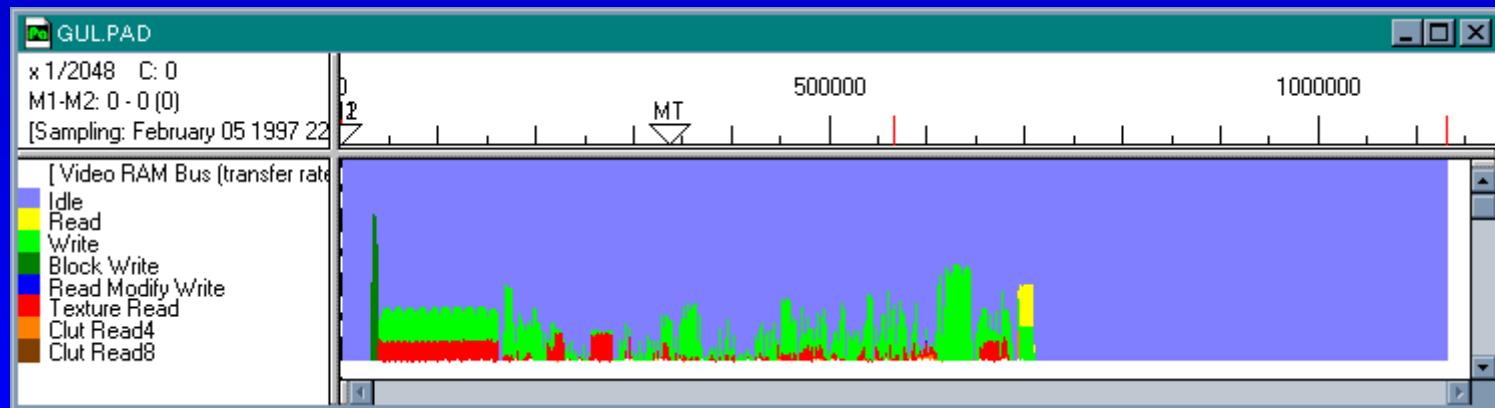 GUL.PAD
x 1/2048 C: 0
M1-M2: 0 - 0 (0)
[Sampling: February 05 1997 22
0 500000 1000000
MT
[ Video RAM Bus (transfer rate
Idle
Read
Write
Block Write
Read Modify Write
Texture Read
Clut Read4
Clut Read8